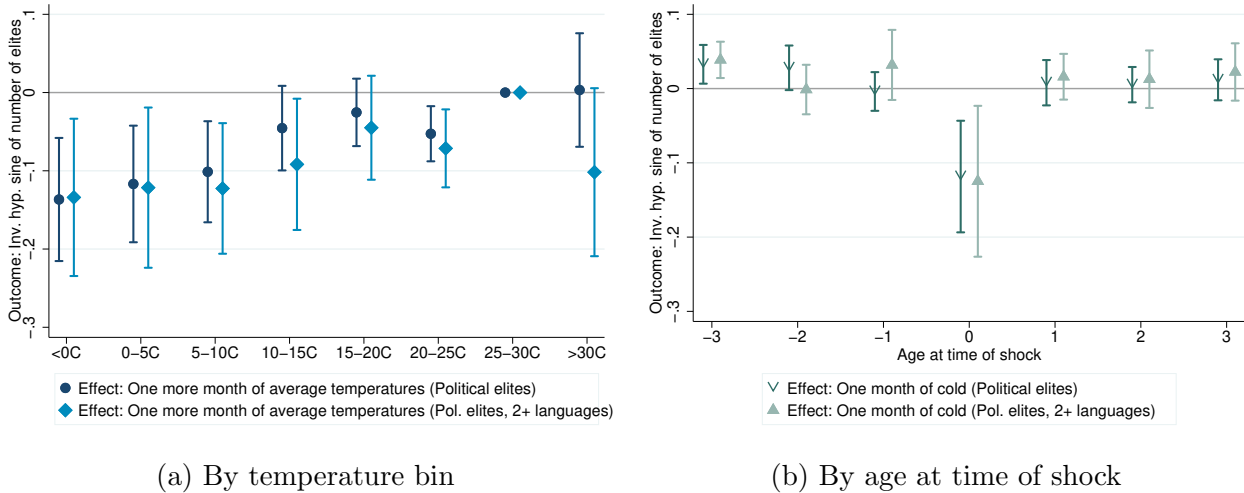 Outcome: Inv. hyp. sine of number of elites
.1
0
-.1
-.2
-.3
<0C 0–5C 5–10C 10–15C 15–20C 20–25C 25–30C >30C
Effect: One more month of average temperatures (Political elites)
Effect: One more month of average temperatures (Pol. elites, 2+ languages)
(a) By temperature bin
Outcome: Inv. hyp. sine of number of elites
.1
0
-.1
-.2
-.3
−3 −2 −1 0 1 2 3
Age at time of shock
Effect: One month of cold (Political elites)
Effect: One month of cold (Pol. elites, 2+ languages)
(b) By age at time of shock